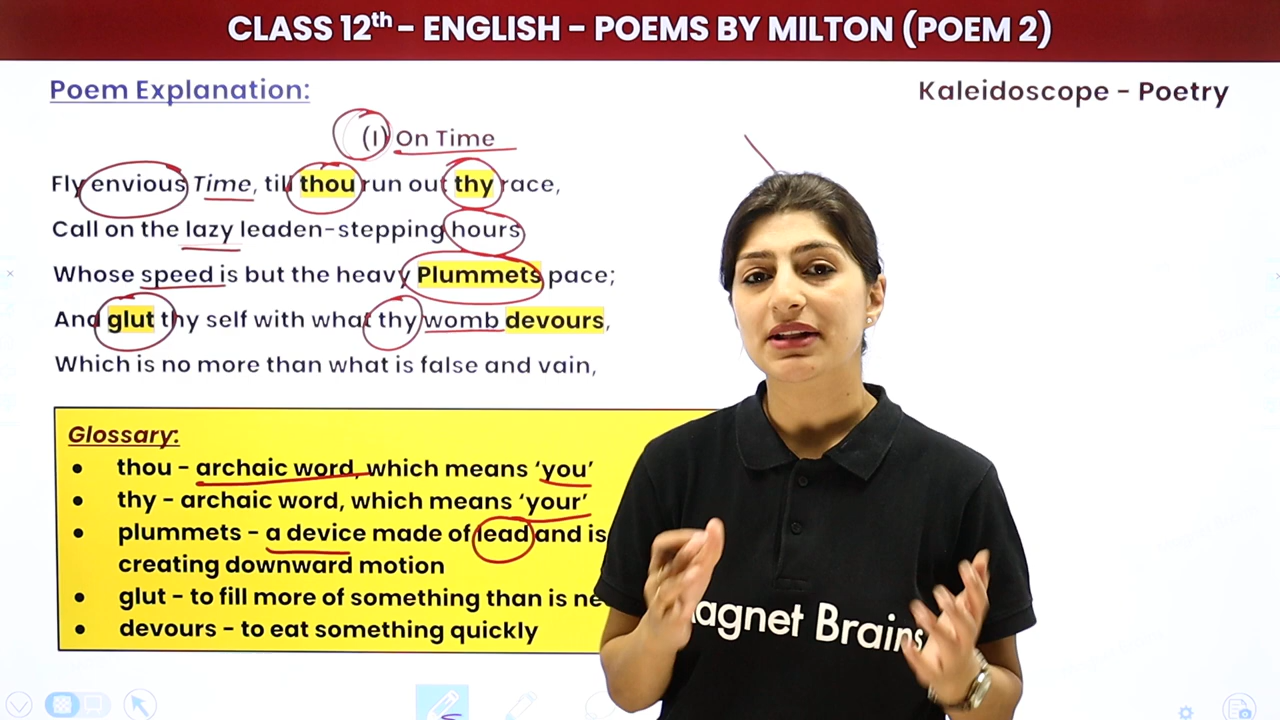 CLASS 12th - ENGLISH - POEMS BY MILTON (POEM 2)
Poem Explanation:
Kaleidoscope - Poetry
(I) On Time
Fly envious Time, till thou run out thy race,
Call on the lazy leaden-stepping hours
Whose speed is but the heavy Plummets pace;
And glut thy self with what thy womb devours,
Which is no more than what is false and vain,
Glossary:
• thou - archaic word, which means ‘you’
• thy - archaic word, which means ‘your’
• plummets - a device made of lead and is
creating downward motion
• glut - to fill more of something than is
• devours - to eat something quickly
Magnet Brains